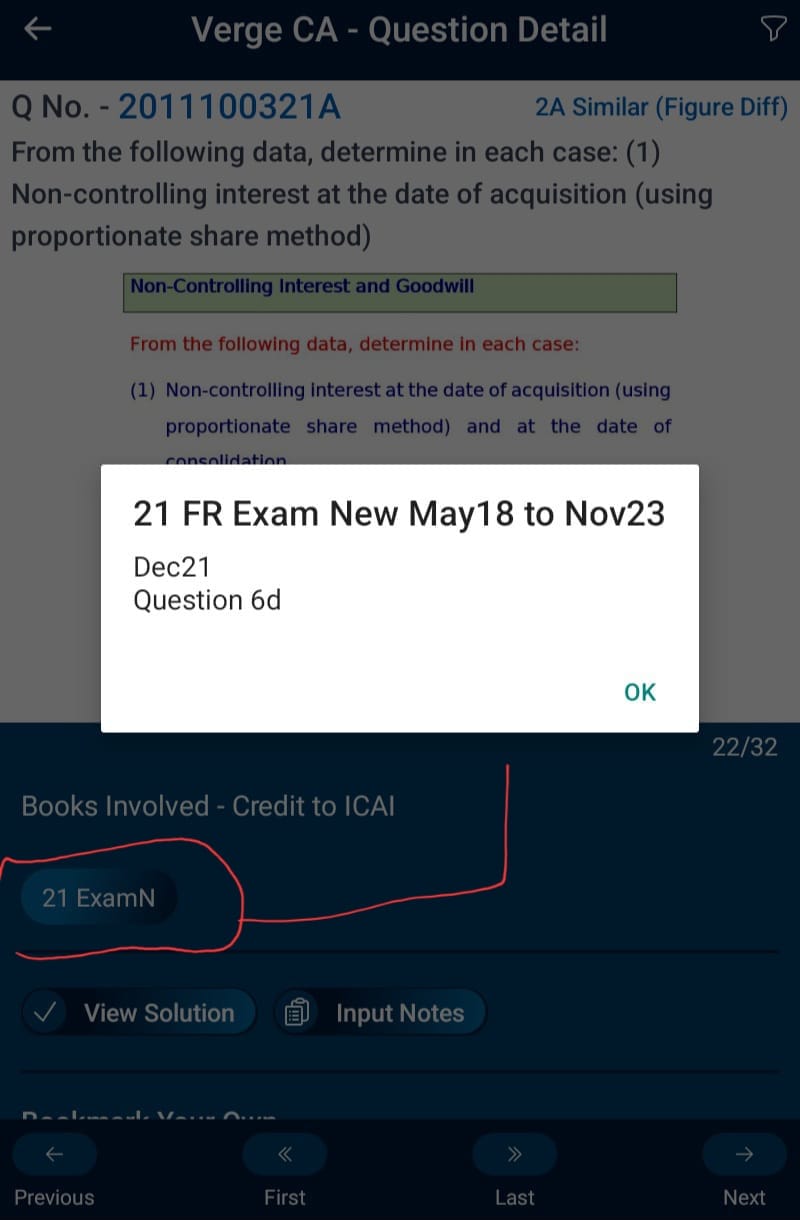 Verge CA - Question Detail
Q No. - 2011100321A
2A Similar (Figure Diff)
From the following data, determine in each case: (1)
Non-controlling interest at the date of acquisition (using
proportionate share method)
Non-Controlling Interest and Goodwill
From the following data, determine in each case:
(1) Non-controlling interest at the date of acquisition (using
proportionate share method) and at the date of
consolidation
21 FR Exam New May18 to Nov23
Dec21
Question 6d
OK
22/32
Books Involved - Credit to ICAI
21 ExamN
View Solution
Input Notes
Bookmark Your Own
Previous
First
Last
Next